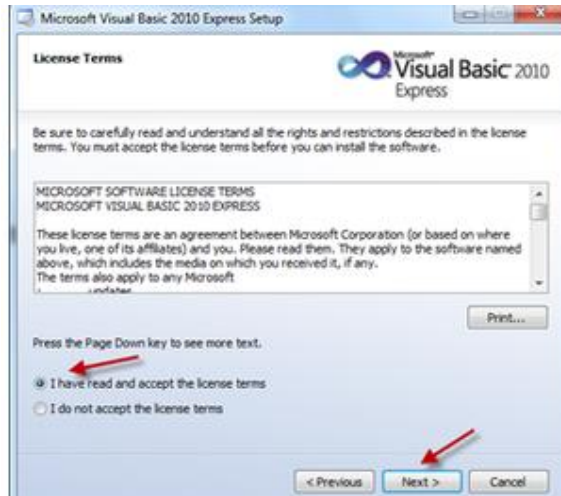 Microsoft Visual Basic 2010 Express Setup
License Terms
Microsoft®
Visual Basic® 2010
Express
Be sure to carefully read and understand all the rights and restrictions described in the license
terms. You must accept the license terms before you can install the software.
MICROSOFT SOFTWARE LICENSE TERMS
MICROSOFT VISUAL BASIC 2010 EXPRESS
These license terms are an agreement between Microsoft Corporation (or based on where
you live, one of its affiliates) and you. Please read them. They apply to the software named
above, which includes the media on which you received it, if any.
The terms also apply to any Microsoft
updates
Print...
Press the Page Down key to see more text.
I have read and accept the license terms
I do not accept the license terms
< Previous
Next >
Cancel